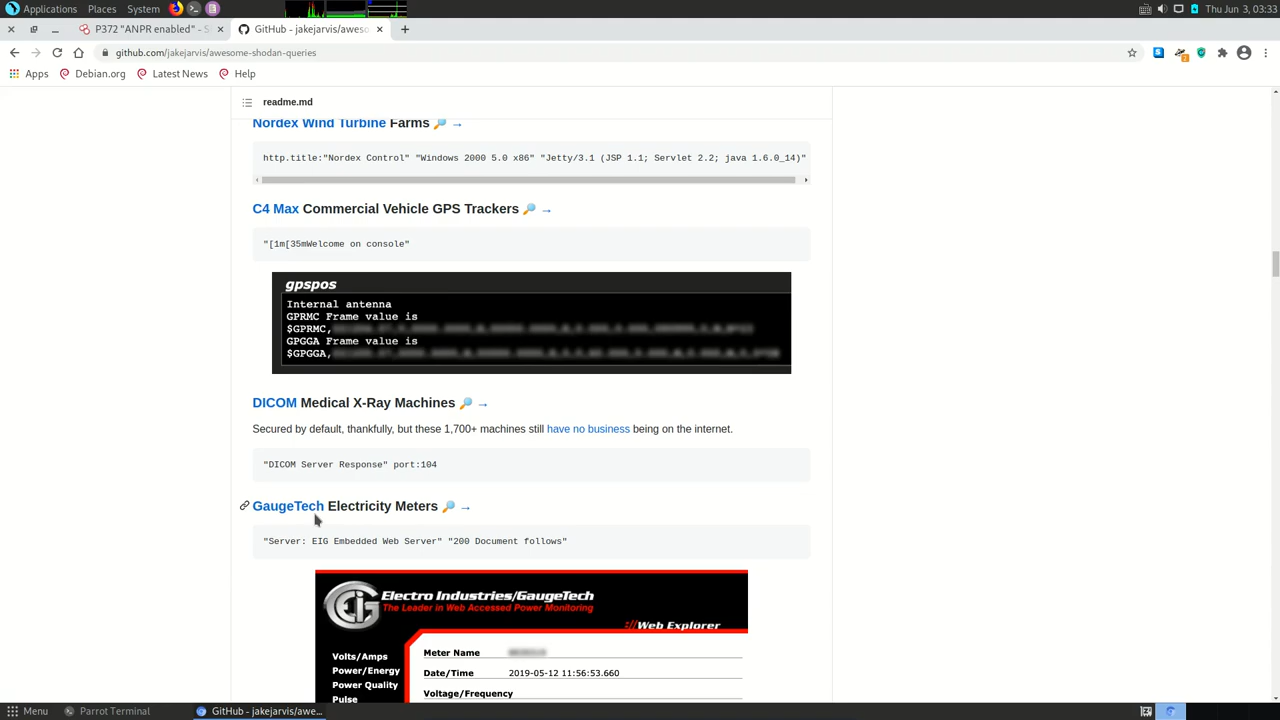 Applications Places System Thu Jun 3, 03:33
P372 "ANPR enabled" - S GitHub - jakejarvis/aweso
github.com/jakejarvis/awesome-shodan-queries
Apps Debian.org Latest News Help
readme.md
Nordex Wind Turbine Farms 🔎 →
http.title:"Nordex Control" "Windows 2000 5.0 x86" "Jetty/3.1 (JSP 1.1; Servlet 2.2; java 1.6.0_14)"
C4 Max Commercial Vehicle GPS Trackers 🔎 →
"[1m[35mWelcome on console"
gpspos
Internal antenna
GPRMC Frame value is
$GPRMC,
GPGGA Frame value is
$GPGGA,
DICOM Medical X-Ray Machines 🔎 →
Secured by default, thankfully, but these 1,700+ machines still have no business being on the internet.
"DICOM Server Response" port:104
GaugeTech Electricity Meters 🔎 →
"Server: EIG Embedded Web Server" "200 Document follows"
EIG Electro Industries/GaugeTech
The Leader in Web Accessed Power Monitoring
://Web Explorer
Volts/Amps
Power/Energy
Power Quality
Pulse
Meter Name
Date/Time 2019-05-12 11:56:53.660
Voltage/Frequency
Menu Parrot Terminal GitHub - jakejarvis/awe...